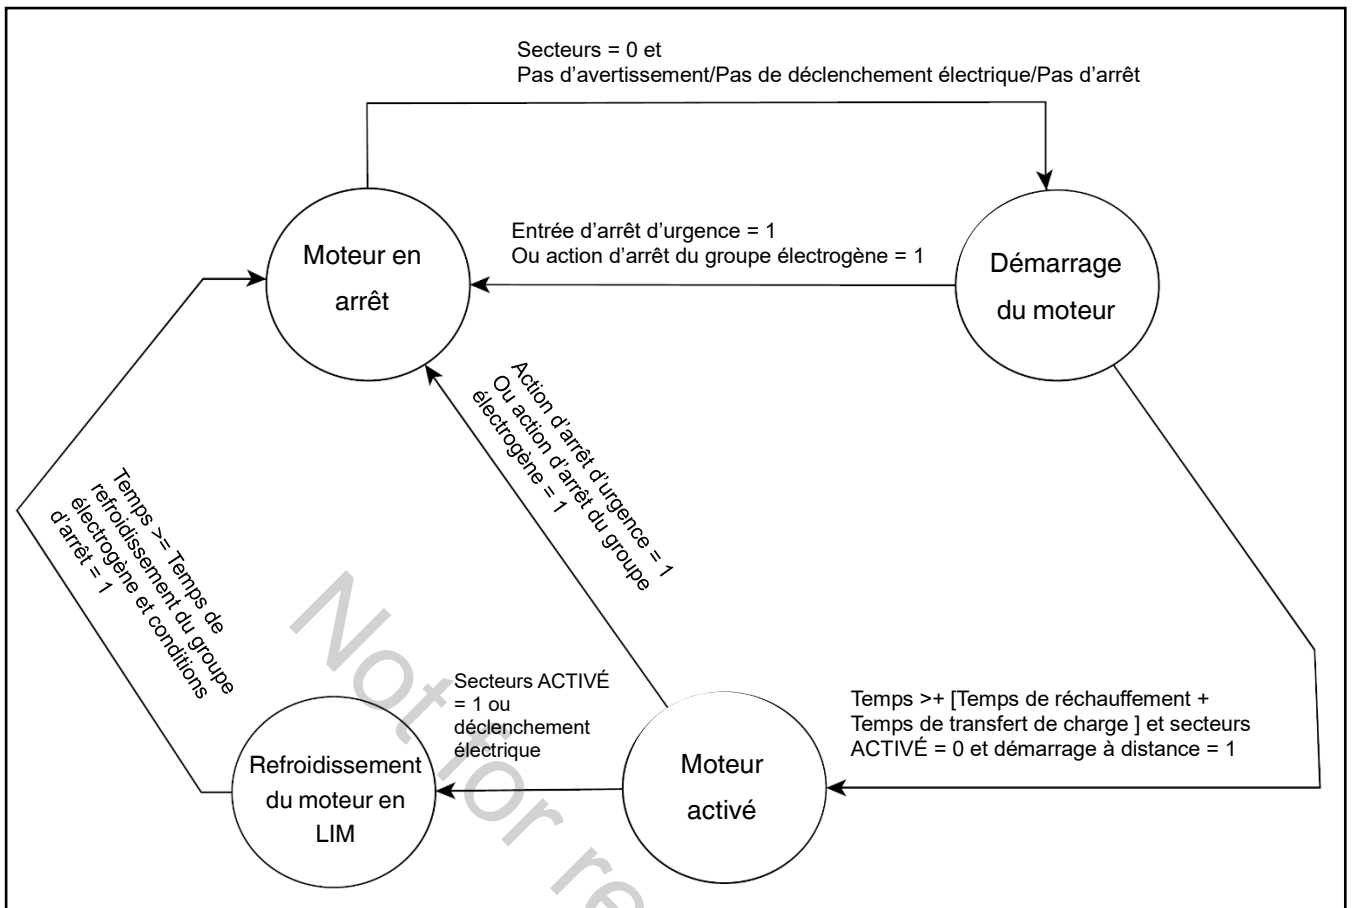 Secteurs = 0 et
Pas d’avertissement/Pas de déclenchement électrique/Pas d’arrêt
Moteur en
arrêt
Entrée d’arrêt d’urgence = 1
Ou action d’arrêt du groupe électrogène = 1
Démarrage
du moteur
Action d’arrêt d’urgence = 1
Ou action d’arrêt du groupe
électrogène = 1
Temps >= Temps de
refroidissement du groupe
électrogène et conditions
d’arrêt = 1
Secteurs ACTIVÉ
= 1 ou
déclenchement
électrique
Temps >+ [Temps de réchauffement +
Temps de transfert de charge ] et secteurs
ACTIVÉ = 0 et démarrage à distance = 1
Refroidissement
du moteur en
LIM
Moteur
activé
Not for re